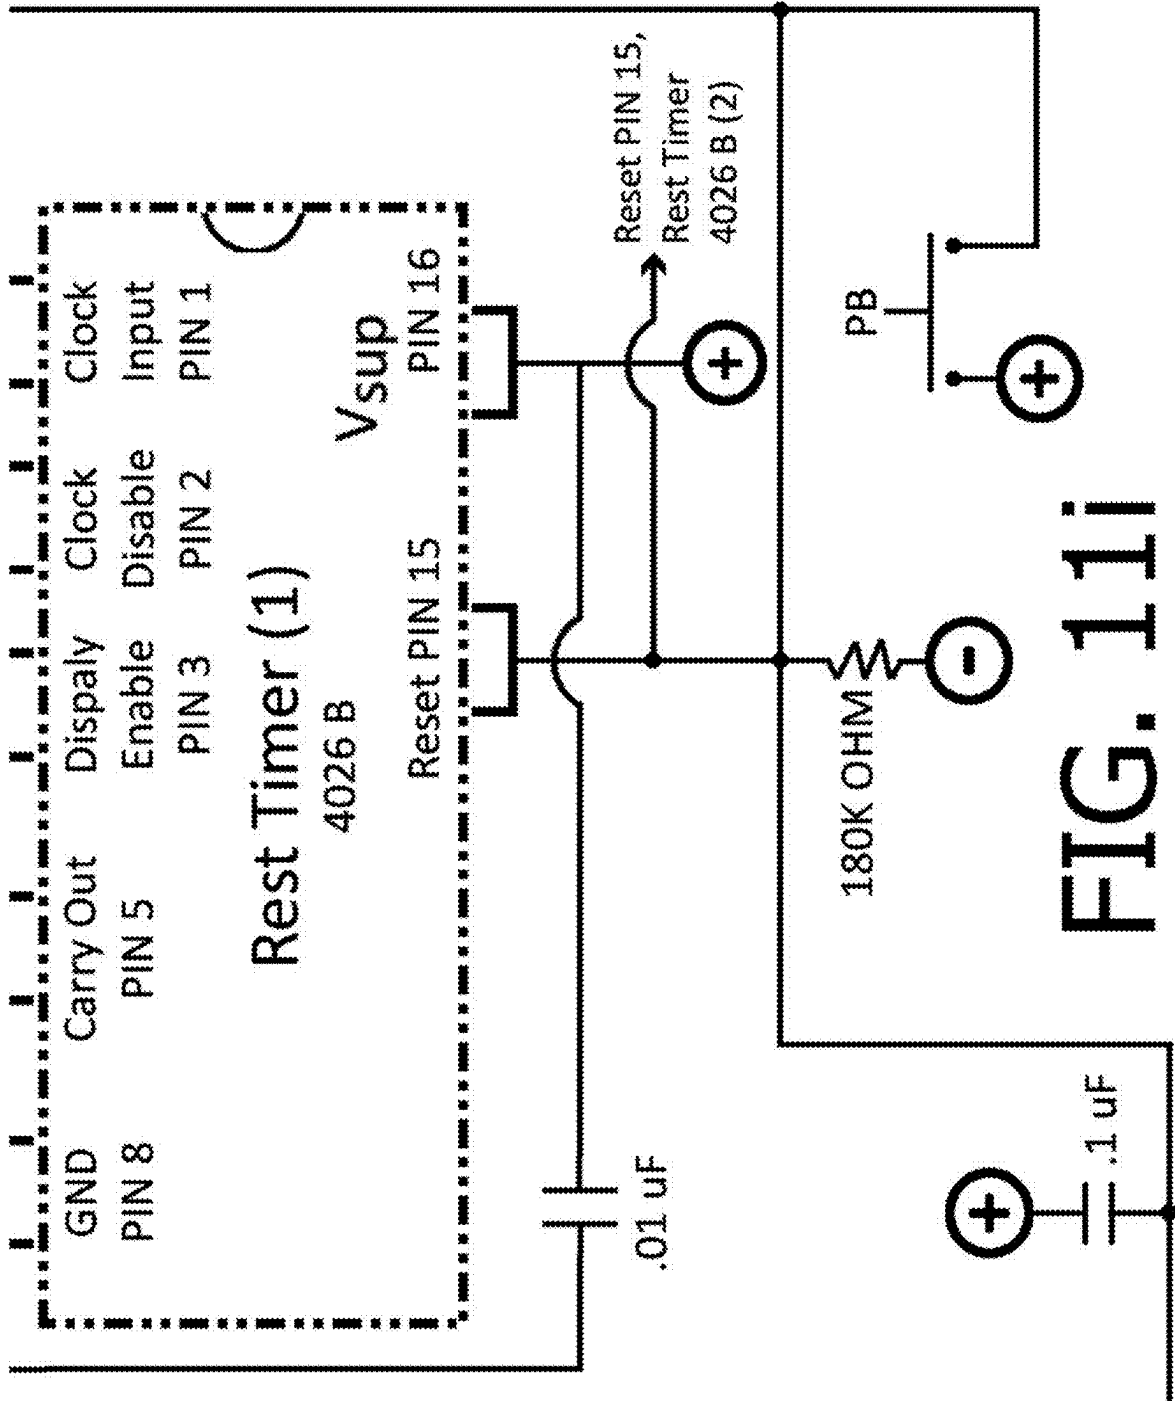 GND
PIN 8
Carry Out
PIN 5
Dispaly
Enable
PIN 3
Clock
Disable
PIN 2
Clock
Input
PIN 1
Rest Timer (1)
4026 B
Vsup
PIN 16
Reset PIN 15
.01 uF
Reset PIN 15,
Rest Timer
4026 B (2)
+
180K OHM
-
PB
+
+
.1 uF
FIG. 11i